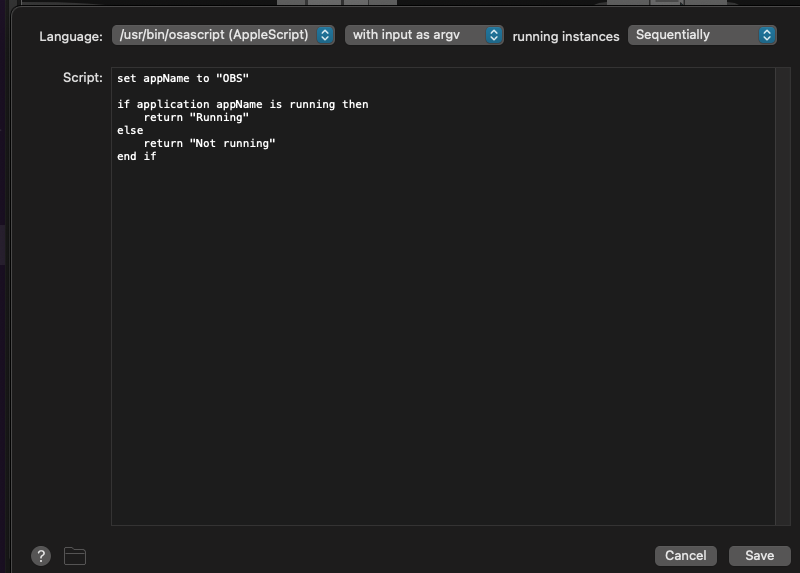 Language: /usr/bin/osascript (AppleScript) with input as argv running instances Sequentially
Script:
set appName to "OBS"
if application appName is running then
    return "Running"
else
    return "Not running"
end if
? Cancel Save